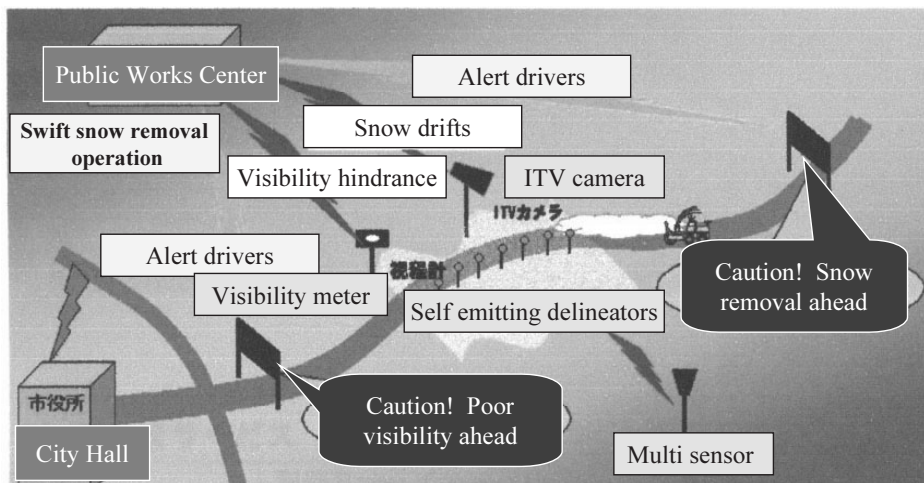 Public Works Center
Alert drivers
Swift snow removal
operation
Snow drifts
Visibility hindrance
ITV camera
ITVカメラ
Alert drivers
視程計
Visibility meter
Self emitting delineators
Caution! Snow
removal ahead
市役所
Caution! Poor
visibility ahead
City Hall
Multi sensor